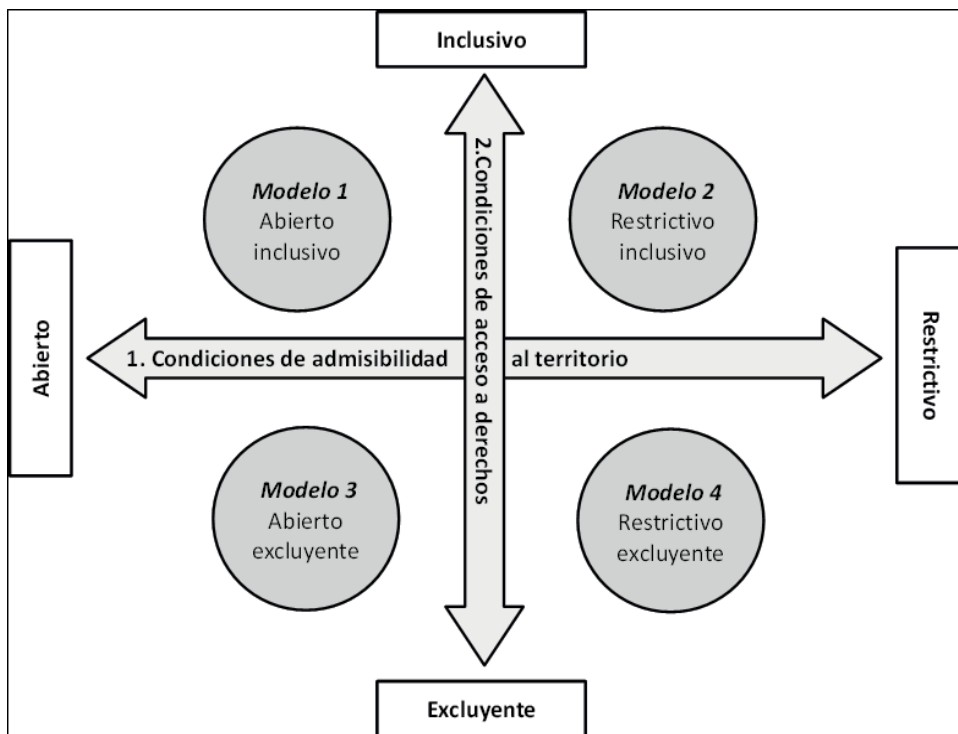 Inclusivo
Modelo 1
Abierto
inclusivo
Modelo 2
Restrictivo
inclusivo
Abierto
1. Condiciones de admisibilidad al territorio
2.Condiciones de acceso a derechos
Restrictivo
Modelo 3
Abierto
excluyente
Modelo 4
Restrictivo
excluyente
Excluyente